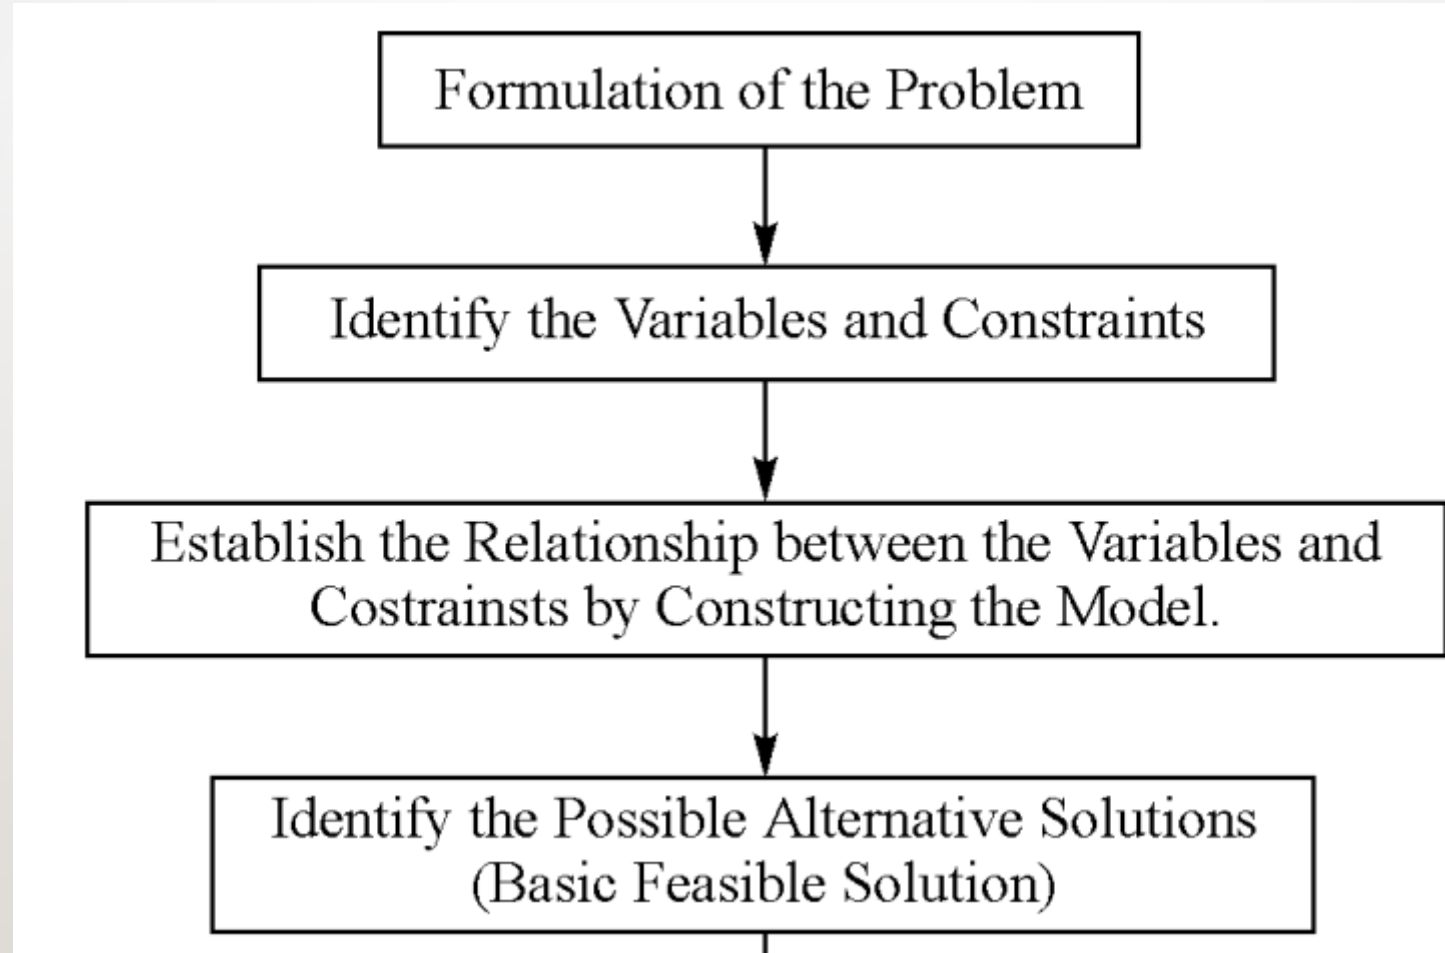 Formulation of the Problem
Identify the Variables and Constraints
Establish the Relationship between the Variables and
Costrainsts by Constructing the Model.
Identify the Possible Alternative Solutions
(Basic Feasible Solution)